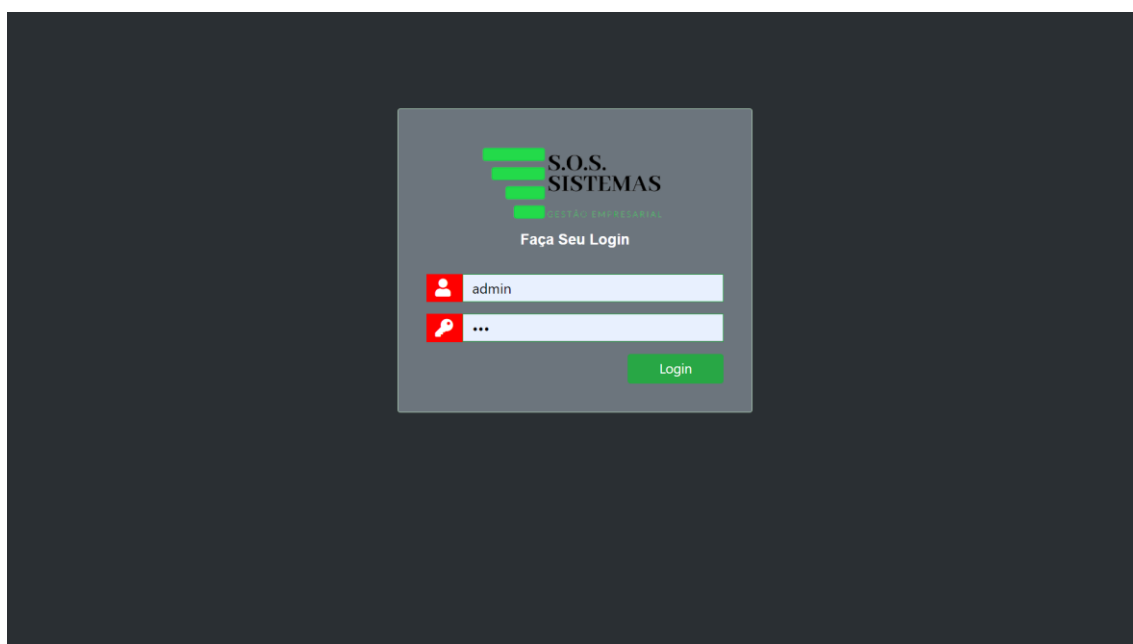 S.O.S.
SISTEMAS
GESTÃO EMPRESARIAL
Faça Seu Login
admin
•••
Login